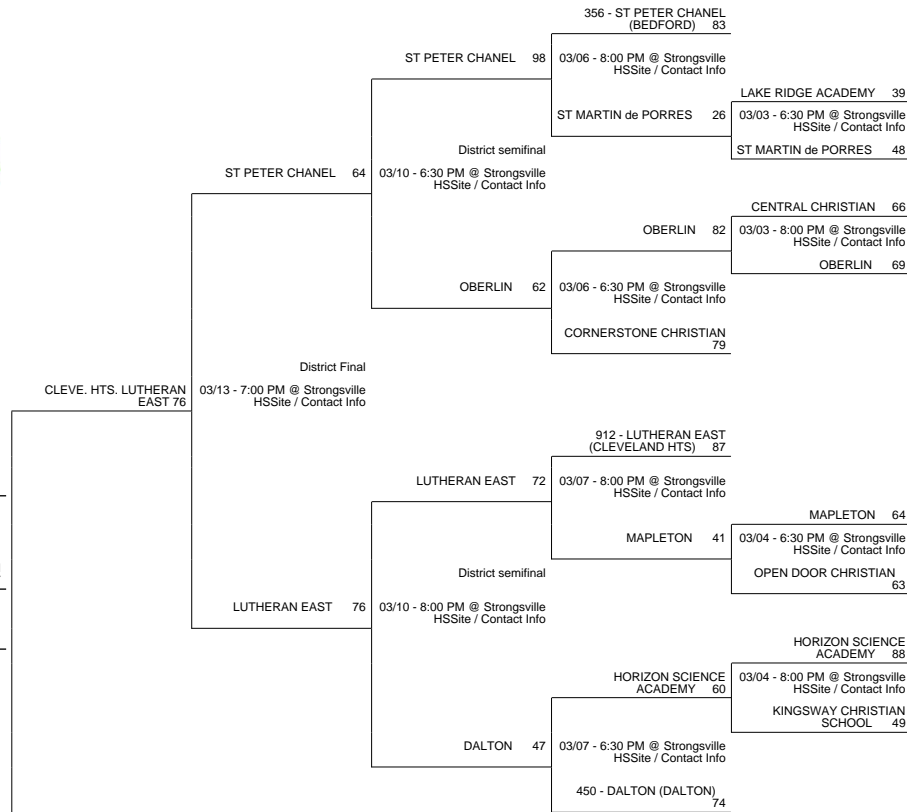 356 - ST PETER CHANEL
(BEDFORD) 83
ST PETER CHANEL 98
03/06 - 8:00 PM @ Strongsville
HSSite / Contact Info
LAKE RIDGE ACADEMY 39
ST MARTIN de PORRES 26
03/03 - 6:30 PM @ Strongsville
HSSite / Contact Info
District semifinal
ST MARTIN de PORRES 48
ST PETER CHANEL 64
03/10 - 6:30 PM @ Strongsville
HSSite / Contact Info
CENTRAL CHRISTIAN 66
OBERLIN 82
03/03 - 8:00 PM @ Strongsville
HSSite / Contact Info
OBERLIN 69
OBERLIN 62
03/06 - 6:30 PM @ Strongsville
HSSite / Contact Info
CORNERSTONE CHRISTIAN
79
District Final
CLEVE. HTS. LUTHERAN
EAST 76
03/13 - 7:00 PM @ Strongsville
HSSite / Contact Info
912 - LUTHERAN EAST
(CLEVELAND HTS) 87
LUTHERAN EAST 72
03/07 - 8:00 PM @ Strongsville
HSSite / Contact Info
MAPLETON 64
MAPLETON 41
03/04 - 6:30 PM @ Strongsville
HSSite / Contact Info
District semifinal
OPEN DOOR CHRISTIAN
63
LUTHERAN EAST 76
03/10 - 8:00 PM @ Strongsville
HSSite / Contact Info
HORIZON SCIENCE
ACADEMY 88
HORIZON SCIENCE
ACADEMY 60
03/04 - 8:00 PM @ Strongsville
HSSite / Contact Info
KINGSWAY CHRISTIAN
SCHOOL 49
DALTON 47
03/07 - 6:30 PM @ Strongsville
HSSite / Contact Info
450 - DALTON (DALTON)
74